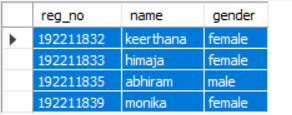 reg_no name gender
192211832 keerthana female
192211833 himaja female
192211835 abhiram male
192211839 monika female